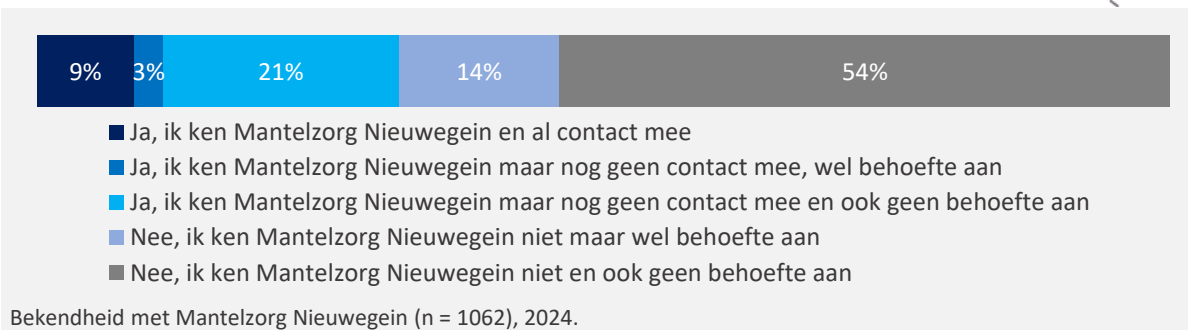 9% 3% 21% 14% 54%
Ja, ik ken Mantelzorg Nieuwegein en al contact mee
Ja, ik ken Mantelzorg Nieuwegein maar nog geen contact mee, wel behoefte aan
Ja, ik ken Mantelzorg Nieuwegein maar nog geen contact mee en ook geen behoefte aan
Nee, ik ken Mantelzorg Nieuwegein niet maar wel behoefte aan
Nee, ik ken Mantelzorg Nieuwegein niet en ook geen behoefte aan
Bekendheid met Mantelzorg Nieuwegein (n = 1062), 2024.